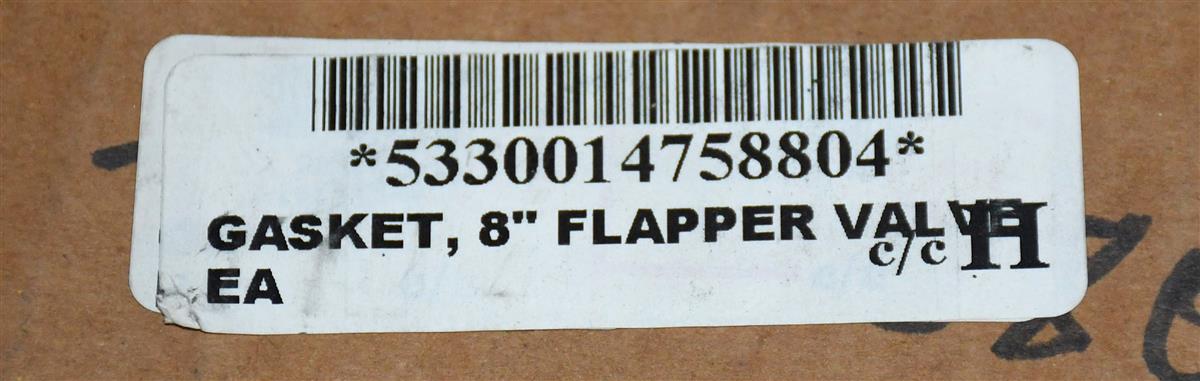 *5330014758804*
GASKET, 8" FLAPPER VALVE
c/c H
EA